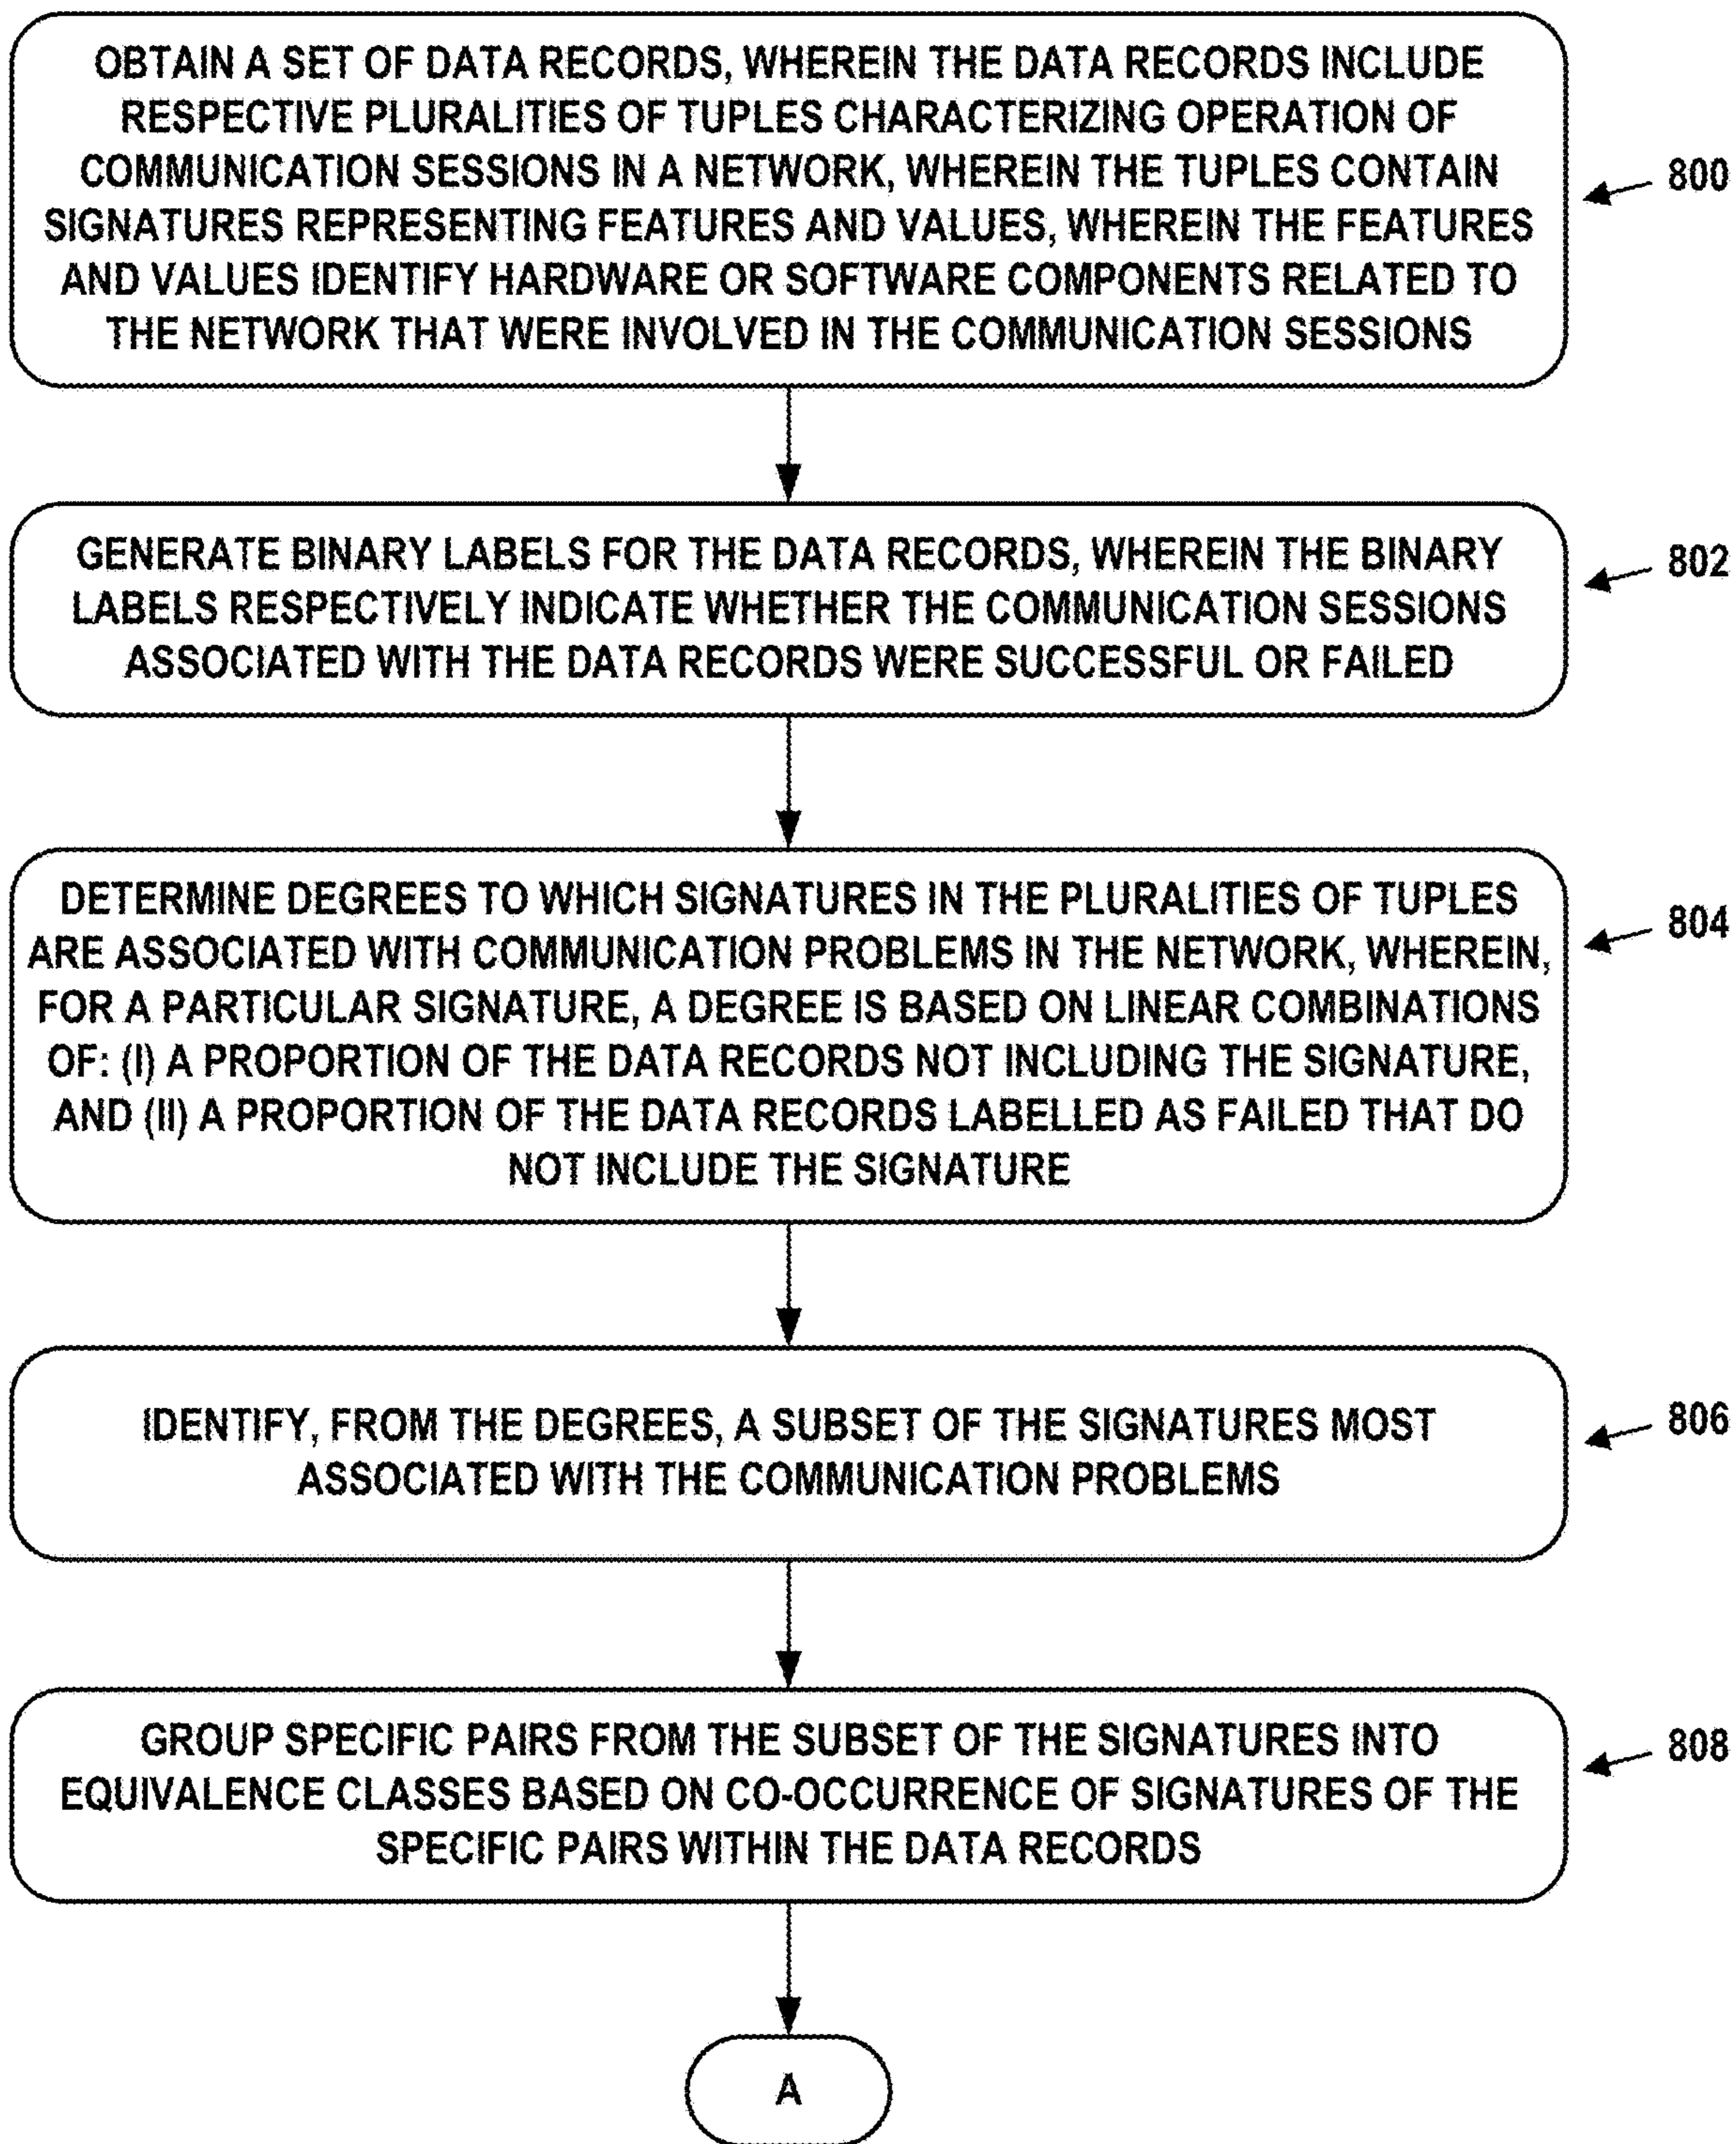 OBTAIN A SET OF DATA RECORDS, WHEREIN THE DATA RECORDS INCLUDE
RESPECTIVE PLURALITIES OF TUPLES CHARACTERIZING OPERATION OF
COMMUNICATION SESSIONS IN A NETWORK, WHEREIN THE TUPLES CONTAIN
SIGNATURES REPRESENTING FEATURES AND VALUES, WHEREIN THE FEATURES
AND VALUES IDENTIFY HARDWARE OR SOFTWARE COMPONENTS RELATED TO
THE NETWORK THAT WERE INVOLVED IN THE COMMUNICATION SESSIONS
800
GENERATE BINARY LABELS FOR THE DATA RECORDS, WHEREIN THE BINARY
LABELS RESPECTIVELY INDICATE WHETHER THE COMMUNICATION SESSIONS
ASSOCIATED WITH THE DATA RECORDS WERE SUCCESSFUL OR FAILED
802
DETERMINE DEGREES TO WHICH SIGNATURES IN THE PLURALITIES OF TUPLES
ARE ASSOCIATED WITH COMMUNICATION PROBLEMS IN THE NETWORK, WHEREIN,
FOR A PARTICULAR SIGNATURE, A DEGREE IS BASED ON LINEAR COMBINATIONS
OF: (I) A PROPORTION OF THE DATA RECORDS NOT INCLUDING THE SIGNATURE,
AND (II) A PROPORTION OF THE DATA RECORDS LABELLED AS FAILED THAT DO
NOT INCLUDE THE SIGNATURE
804
IDENTIFY, FROM THE DEGREES, A SUBSET OF THE SIGNATURES MOST
ASSOCIATED WITH THE COMMUNICATION PROBLEMS
806
GROUP SPECIFIC PAIRS FROM THE SUBSET OF THE SIGNATURES INTO
EQUIVALENCE CLASSES BASED ON CO-OCCURRENCE OF SIGNATURES OF THE
SPECIFIC PAIRS WITHIN THE DATA RECORDS
808
A